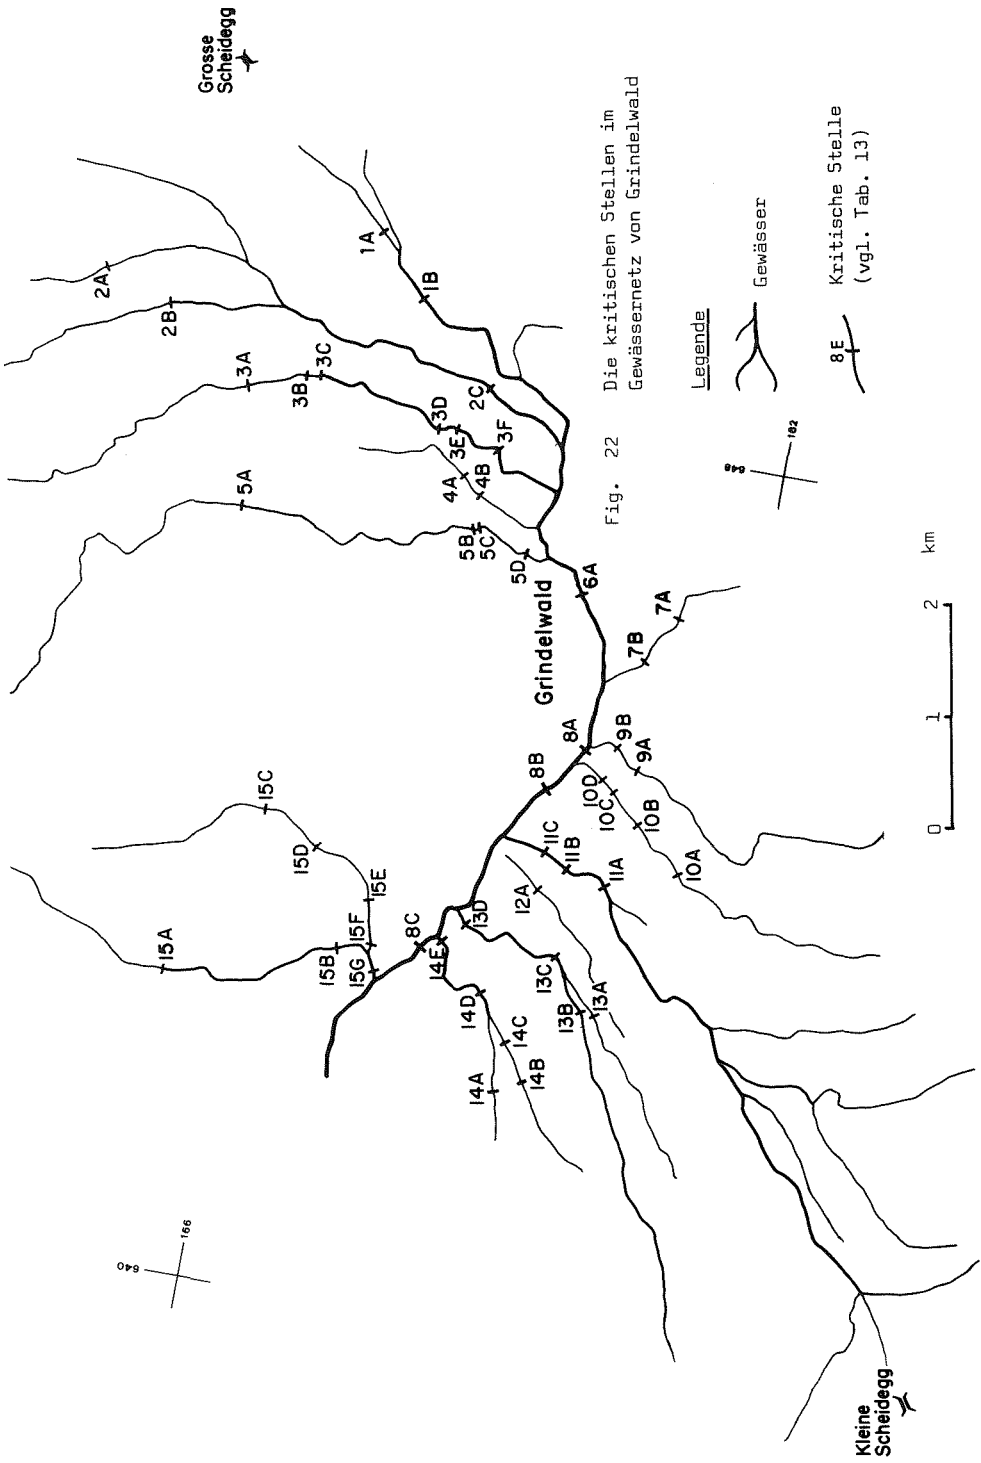 Grosse
Scheidegg
1A
1B
2A
2B
2C
3A
3B
3C
3D
3E
3F
4A
4B
5A
5B
5C
5D
Grindelwald
6A
7A
7B
8A
8B
8C
9A
9B
10A
10B
10C
10D
11A
11B
11C
12A
13A
13B
13C
13D
14A
14B
14C
14D
14E
15A
15B
15C
15D
15E
15F
15G
640
166
648
162
Kleine
Scheidegg
0 1 2 km
Fig. 22 Die kritischen Stellen im
Gewässernetz von Grindelwald
Legende
Gewässer
8E Kritische Stelle
(vgl. Tab. 13)